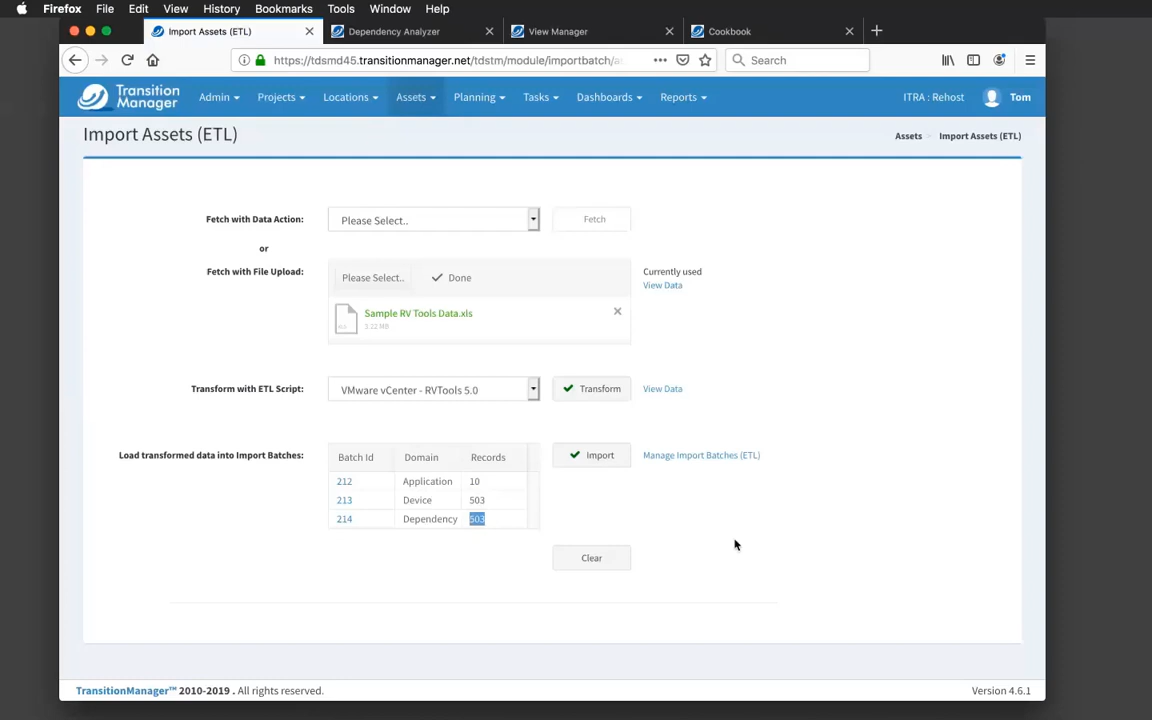 Firefox File Edit View History Bookmarks Tools Window Help
Import Assets (ETL) Dependency Analyzer View Manager Cookbook
https://tdsmd45.transitionmanager.net/tdstm/module/importbatch/ Search
Transition Manager Admin Projects Locations Assets Planning Tasks Dashboards Reports ITRA : Rehost Tom
Import Assets (ETL) Assets Import Assets (ETL)
Fetch with Data Action: Please Select.. Fetch
or
Fetch with File Upload: Please Select.. Done Currently used
View Data
Sample RV Tools Data.xls
3.22 MB
Transform with ETL Script: VMware vCenter - RVTools 5.0 Transform View Data
Load transformed data into Import Batches: Batch Id Domain Records Import Manage Import Batches (ETL)
212 Application 10
213 Device 503
214 Dependency 503
Clear
TransitionManager™ 2010-2019 . All rights reserved. Version 4.6.1